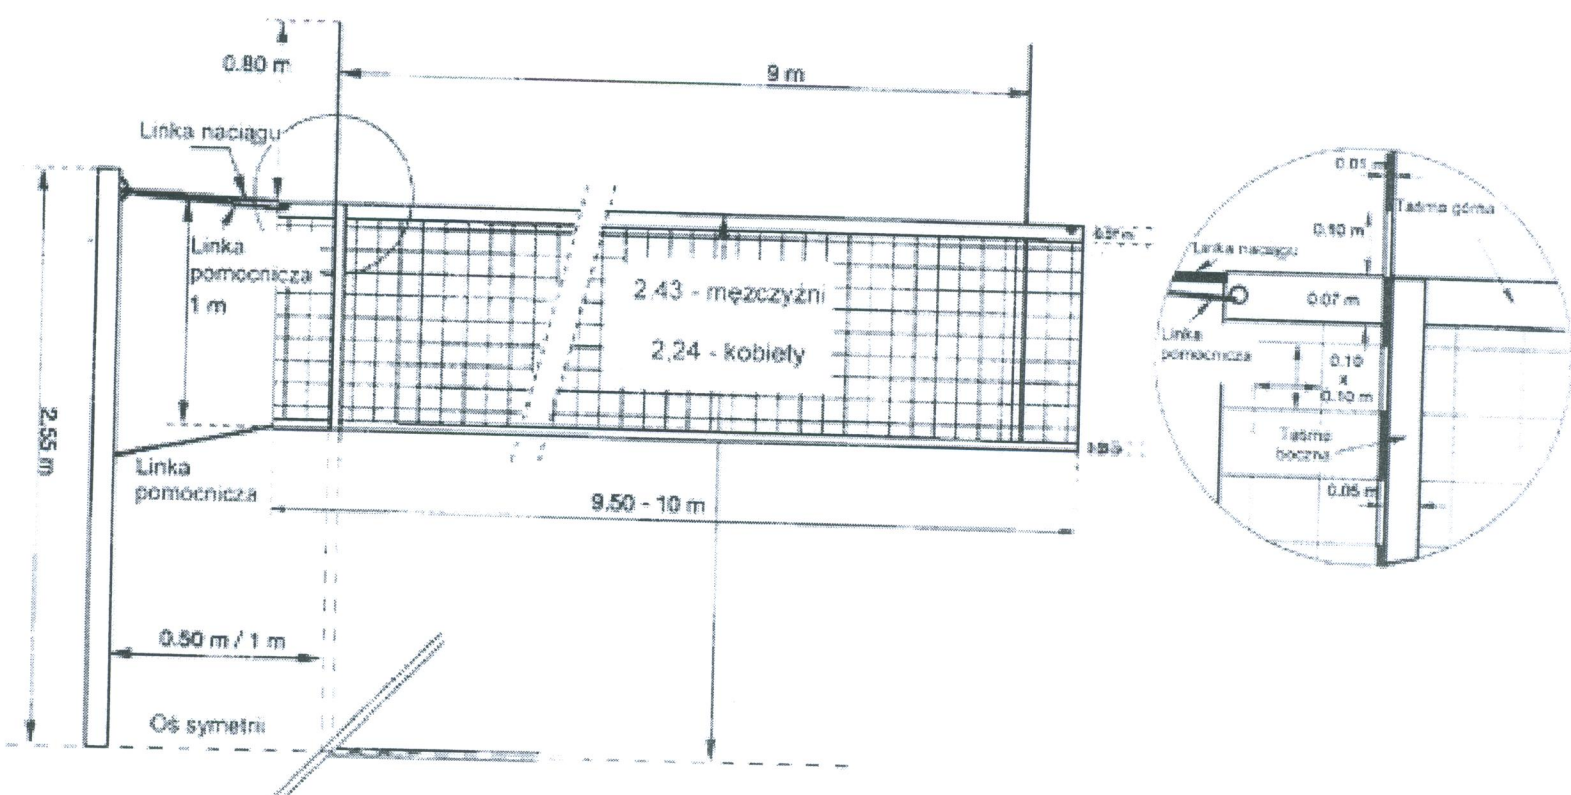 0.80 m
9 m
Linka naciągu
Linka
pomocnicza
1 m
2,43 - mężczyźni
2,24 - kobiety
2.55 m
Linka
pomocnicza
9.50 - 10 m
0.50 m / 1 m
Oś symetrii
0.05 m
Taśma górna
0.80 m
Linka naciągu
0.07 m
Linka
pomocnicza
0.10
x
0.10 m
Taśma
boczna
0.05 m